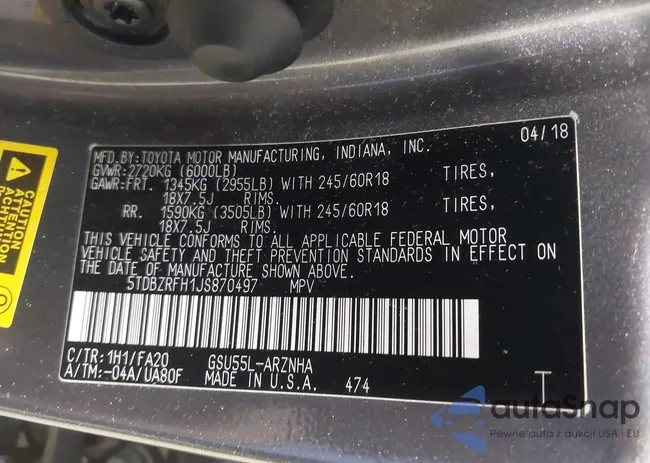 04/18
MFD.BY:TOYOTA MOTOR MANUFACTURING, INDIANA, INC.
GVWR:2720KG (6000LB)
GAWR:FRT. 1345KG (2955LB) WITH 245/60R18 TIRES,
18X7.5J RIMS.
RR. 1590KG (3505LB) WITH 245/60R18 TIRES,
18X7.5J RIMS.
THIS VEHICLE CONFORMS TO ALL APPLICABLE FEDERAL MOTOR
VEHICLE SAFETY AND THEFT PREVENTION STANDARDS IN EFFECT ON
THE DATE OF MANUFACTURE SHOWN ABOVE.
5TDBZRFH1JS870497 MPV
C/TR:1H1/FA20 GSU55L-ARZNHA
A/TM:-04A/UA80F MADE IN U.S.A. 474 T
CAUTION
ATTENTION
autoSnap
Pewne auta z aukcji USA i EU